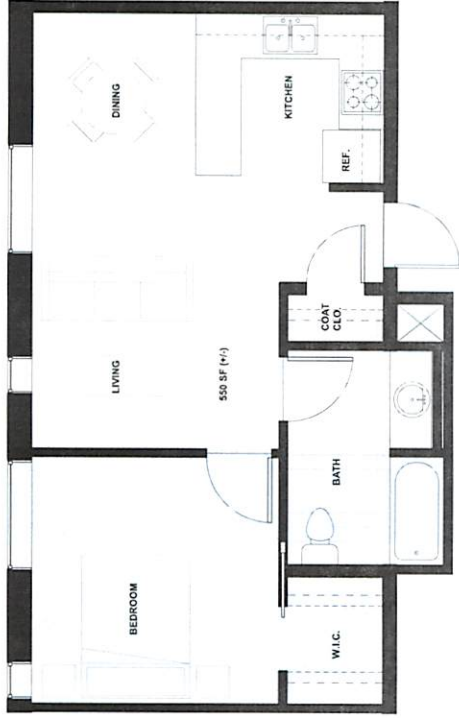 DINING
KITCHEN
REF.
LIVING
550 SF (+/-)
COAT
CLO.
BEDROOM
BATH
W.I.C.